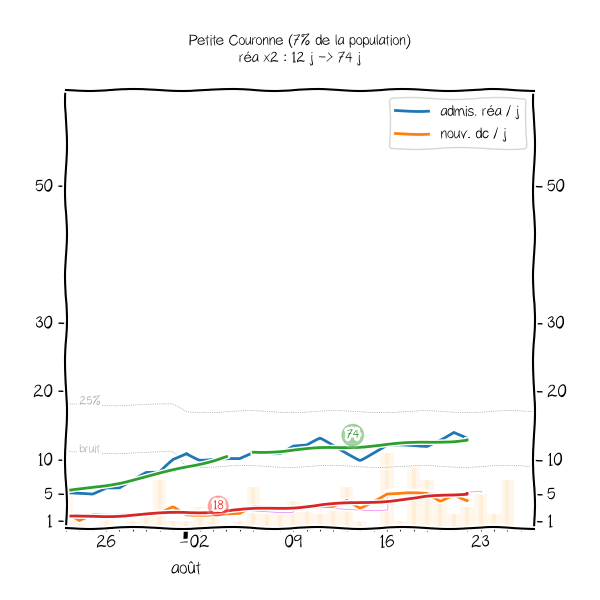 Petite Couronne (7% de la population)
réa x2 : 12 j -> 74 j
admis. réa / j
nouv. dc / j
50 50
30 30
20 20
25%
74
bruit
10 10
5 5
18
1 1
26 02 09 16 23
août